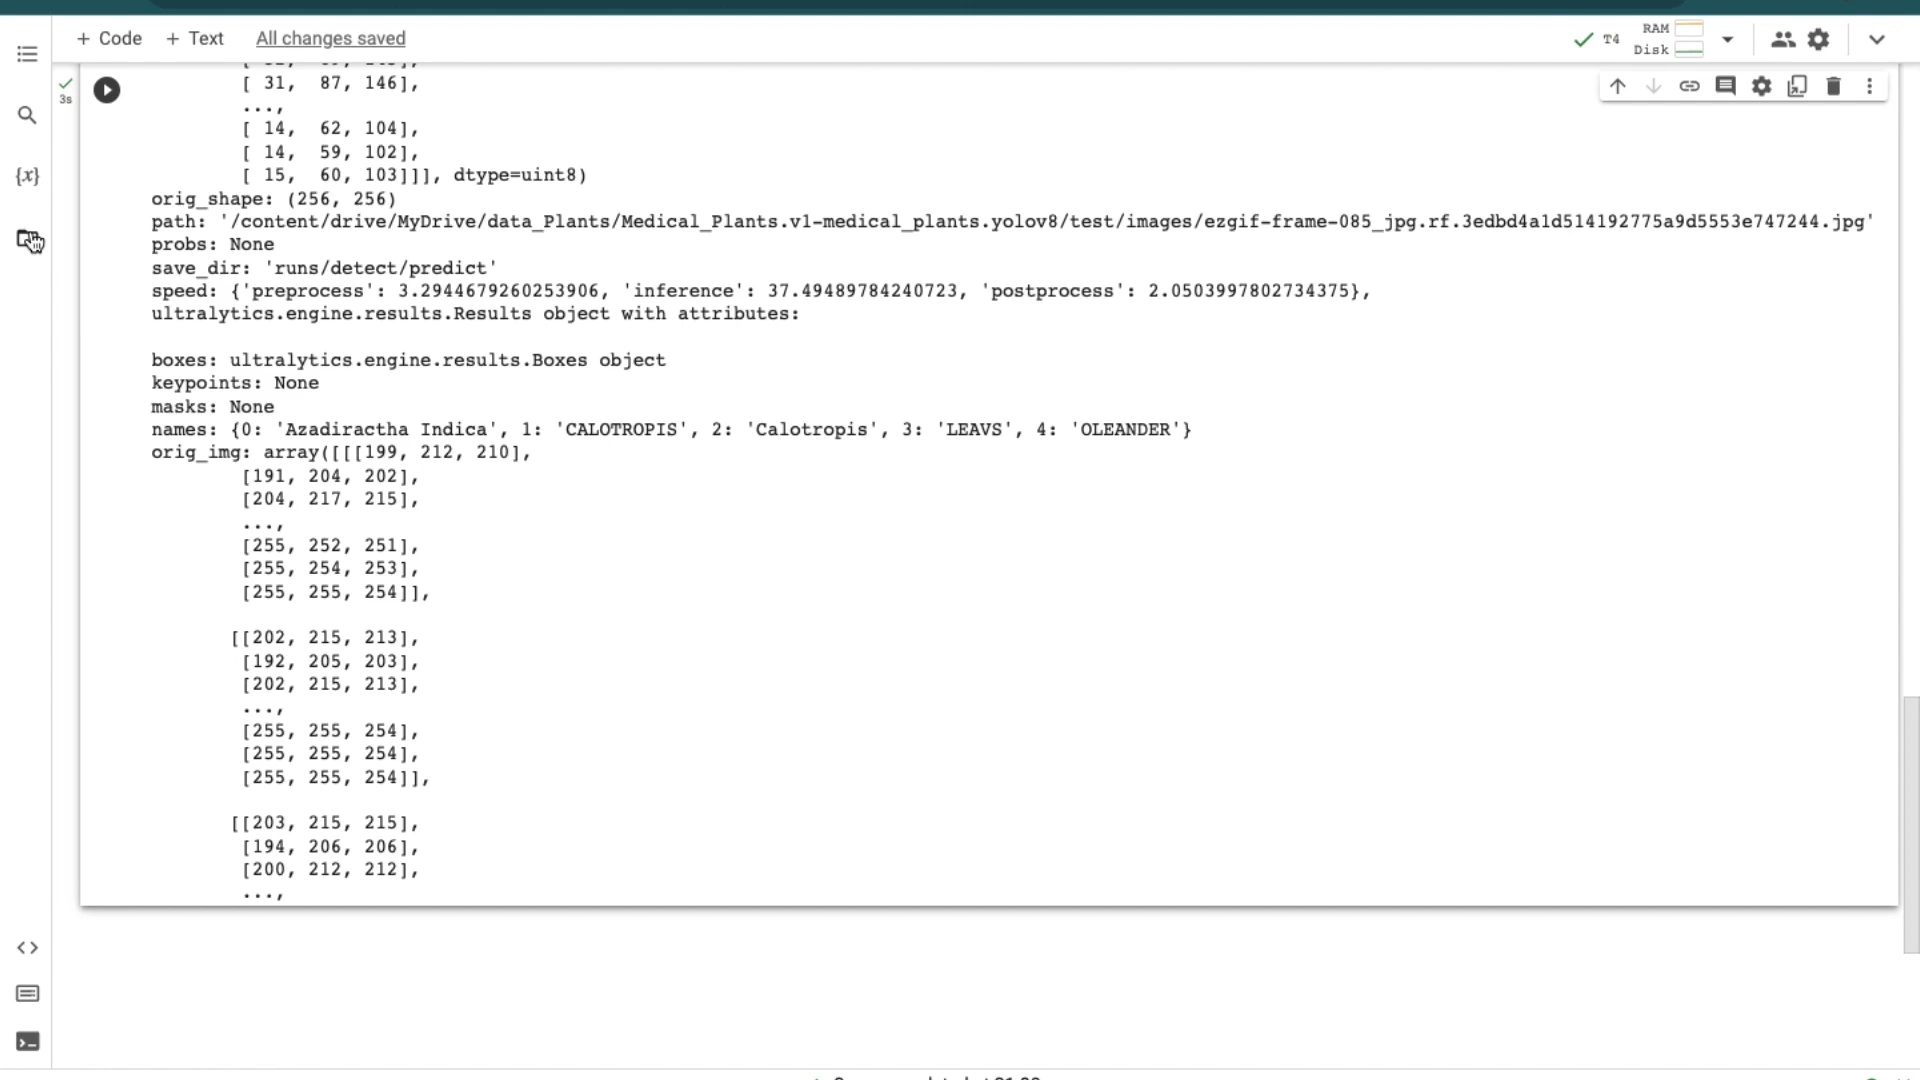 + Code + Text All changes saved
T4
RAM
Disk
3s
[ 31, 87, 146],
...,
[ 14, 62, 104],
[ 14, 59, 102],
[ 15, 60, 103]]], dtype=uint8)
orig_shape: (256, 256)
path: '/content/drive/MyDrive/data_Plants/Medical_Plants.v1-medical_plants.yolov8/test/images/ezgif-frame-085_jpg.rf.3edbd4a1d514192775a9d5553e747244.jpg'
probs: None
save_dir: 'runs/detect/predict'
speed: {'preprocess': 3.2944679260253906, 'inference': 37.49489784240723, 'postprocess': 2.0503997802734375},
ultralytics.engine.results.Results object with attributes:
boxes: ultralytics.engine.results.Boxes object
keypoints: None
masks: None
names: {0: 'Azadiractha Indica', 1: 'CALOTROPIS', 2: 'Calotropis', 3: 'LEAVS', 4: 'OLEANDER'}
orig_img: array([[[199, 212, 210],
[191, 204, 202],
[204, 217, 215],
...,
[255, 252, 251],
[255, 254, 253],
[255, 255, 254]],
[[202, 215, 213],
[192, 205, 203],
[202, 215, 213],
...,
[255, 255, 254],
[255, 255, 254],
[255, 255, 254]],
[[203, 215, 215],
[194, 206, 206],
[200, 212, 212],
...,
{x}